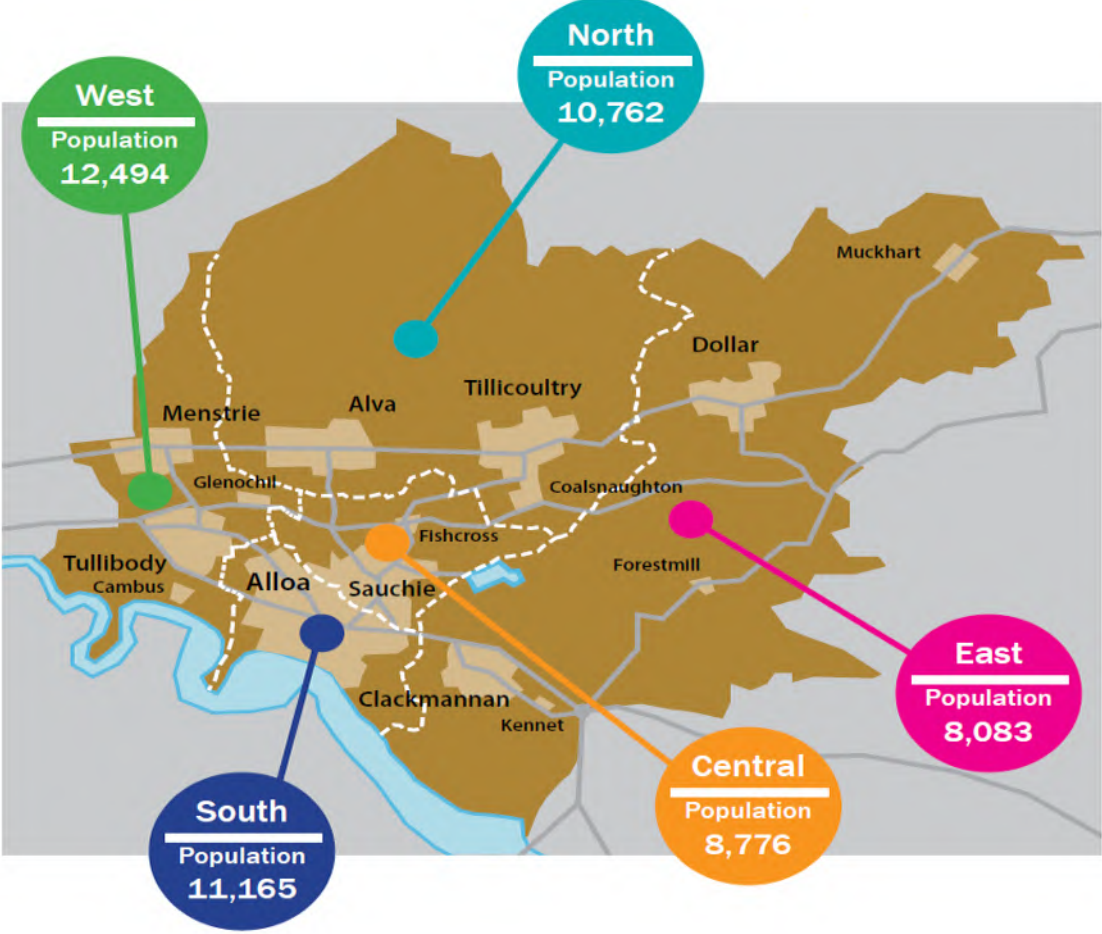 North
Population
10,762
West
Population
12,494
Muckhart
Dollar
Tillicoultry
Alva
Menstrie
Glenochil
Coalsnaughton
Fishcross
Tullibody
Cambus
Alloa
Sauchie
Forestmill
Clackmannan
Kennet
East
Population
8,083
Central
Population
8,776
South
Population
11,165